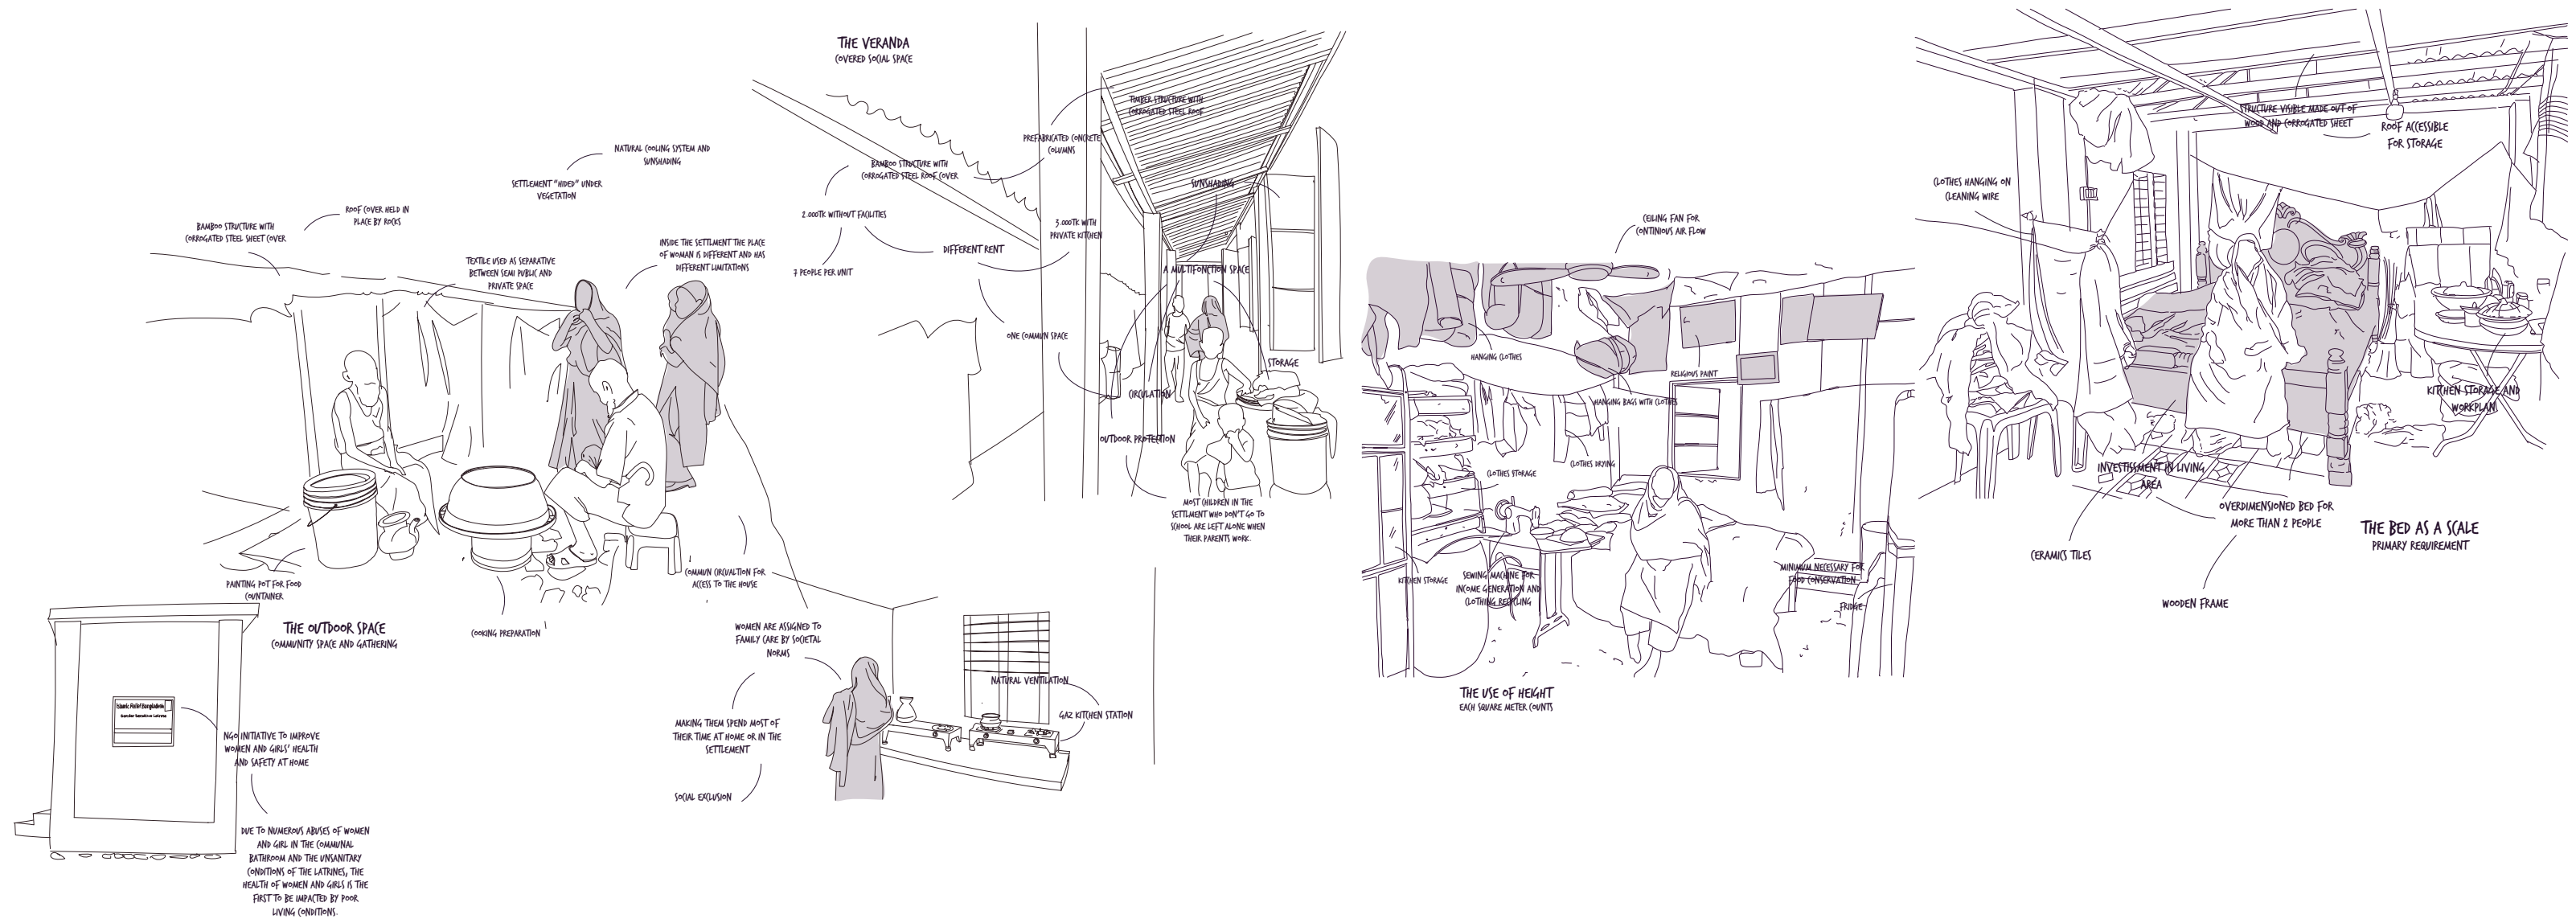 THE VERANDA
COVERED SOCIAL SPACE
TIMBER STRUCTURE WITH
CORROGATED STEEL ROOF
PREFABRICATED CONCRETE
COLUMNS
NATURAL COOLING SYSTEM AND
SUNSHADING
BAMBOO STRUCTURE WITH
CORROGATED STEEL ROOF COVER
SETTLEMENT "HIDED" UNDER
VEGETATION
SUNSHADING
ROOF COVER HELD IN
PLACE BY ROCKS
2.000TK WITHOUT FACILITIES
BAMBOO STRUCTURE WITH
CORROGATED STEEL SHEET COVER
3.000TK WITH
PRIVATE KITCHEN
INSIDE THE SETTLMENT THE PLACE
OF WOMAN IS DIFFERENT AND HAS
DIFFERENT LIMITATIONS
DIFFERENT RENT
TEXTILE USED AS SEPARATIVE
BETWEEN SEMI PUBLIC AND
PRIVATE SPACE
7 PEOPLE PER UNIT
A MULTIFONCTION SPACE
ONE COMMUN SPACE
STORAGE
CIRCULATION
OUTDOOR PROTECTION
MOST CHILDREN IN THE
SETTLMENT WHO DON'T GO TO
SCHOOL ARE LEFT ALONE WHEN
THEIR PARENTS WORK.
PAINTING POT FOR FOOD
COUNTAINER
COMMUN CIRCUALTION FOR
ACCESS TO THE HOUSE
THE OUTDOOR SPACE
COMMUNITY SPACE AND GATHERING
COOKING PREPARATION
WOMEN ARE ASSIGNED TO
FAMILY CARE BY SOCIETAL
NORMS
NATURAL VENTILATION
GAZ KITCHEN STATION
MAKING THEM SPEND MOST OF
THEIR TIME AT HOME OR IN THE
SETTLEMENT
SOCIAL EXCLUSION
Islamic Relief Bangladesh
Gender Sensitive Latrine
NGO INITIATIVE TO IMPROVE
WOMEN AND GIRLS' HEALTH
AND SAFETY AT HOME
DUE TO NUMEROUS ABUSES OF WOMEN
AND GIRL IN THE COMMUNAL
BATHROOM AND THE UNSANITARY
CONDITIONS OF THE LATRINES, THE
HEALTH OF WOMEN AND GIRLS IS THE
FIRST TO BE IMPACTED BY POOR
LIVING CONDITIONS.
CEILING FAN FOR
CONTINIOUS AIR FLOW
HANGING CLOTHES
RELIGIOUS PAINT
HANGING BAGS WITH CLOTHES
CLOTHES DRYING
CLOTHES STORAGE
KITCHEN STORAGE
SEWING MACHINE FOR
INCOME GENERATION AND
CLOTHING RECYCLING
MINIMUM NECESSARY FOR
FOOD CONSERVATION
FRIDGE
THE USE OF HEIGHT
EACH SQUARE METER COUNTS
STRUCTURE VISIBLE MADE OUT OF
WOOD AND CORROGATED SHEET
ROOF ACCESSIBLE
FOR STORAGE
CLOTHES HANGING ON
CLEANING WIRE
KITCHEN STORAGE AND
WORKPLAN
INVESTISSMENT IN LIVING
AREA
OVERDIMENSIONED BED FOR
MORE THAN 2 PEOPLE
THE BED AS A SCALE
PRIMARY REQUIREMENT
CERAMICS TILES
WOODEN FRAME